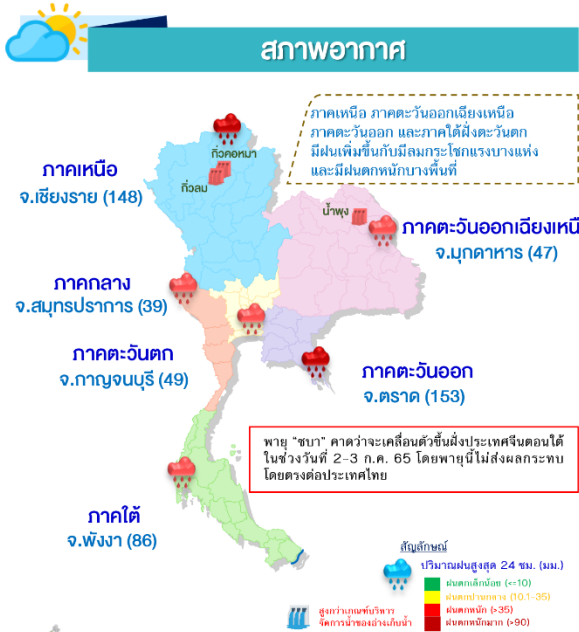 สภาพอากาศ
ภาคเหนือ ภาคตะวันออกเฉียงเหนือ
ภาคตะวันออก และภาคใต้ฝั่งตะวันตก
มีฝนเพิ่มขึ้นกับมีลมกระโชกแรงบางแห่ง
และมีฝนตกหนักบางพื้นที่
กิ่วคอหมา
กิ่วลม
ภาคเหนือ
จ.เชียงราย (148)
น้ำพุง
ภาคตะวันออกเฉียงเหนื
จ.มุกดาหาร (47)
ภาคกลาง
จ.สมุทรปราการ (39)
ภาคตะวันตก
จ.กาญจนบุรี (49)
ภาคตะวันออก
จ.ตราด (153)
พายุ “ชบา” คาดว่าจะเคลื่อนตัวขึ้นฝั่งประเทศจีนตอนใต้
ในช่วงวันที่ 2-3 ก.ค. 65 โดยพายุนี้ไม่ส่งผลกระทบ
โดยตรงต่อประเทศไทย
ภาคใต้
จ.พังงา (86)
สัญลักษณ์
ปริมาณฝนสูงสุด 24 ชม. (มม.)
ฝนตกเล็กน้อย (<=10)
ฝนตกปานกลาง (10.1-35)
ฝนตกหนัก (>35)
ฝนตกหนักมาก (>90)
สูงกว่าเกณฑ์บริหาร
จัดการน้ำของอ่างเก็บน้ำ